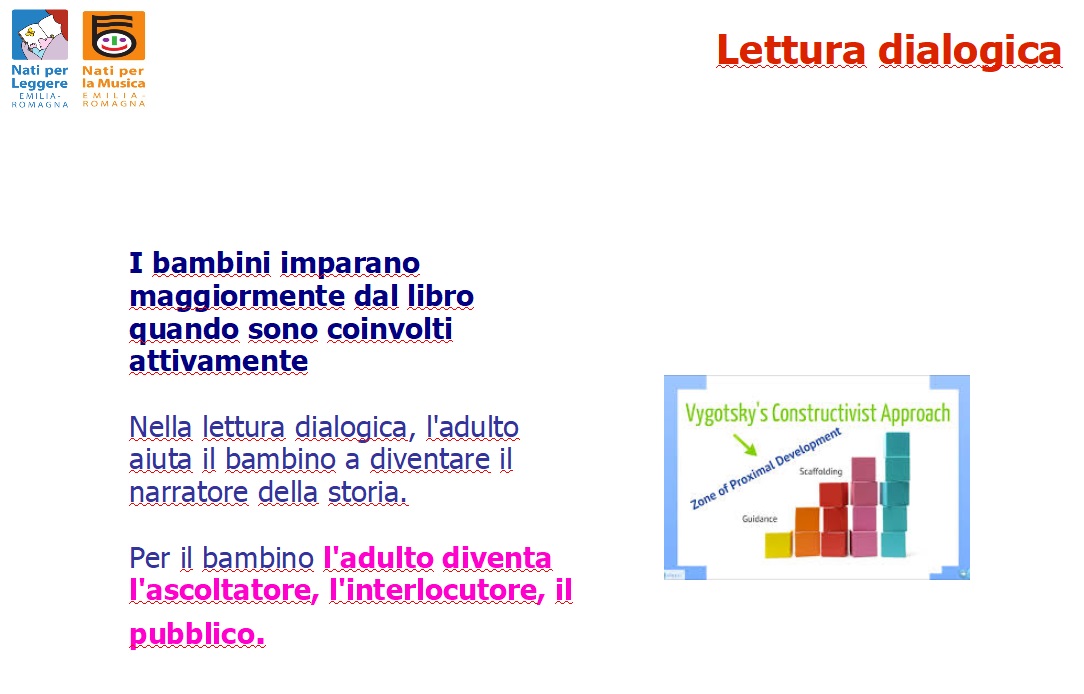 Nati per
Leggere
EMILIA-
ROMAGNA
Nati per
la Musica
EMILIA-
ROMAGNA
Lettura dialogica
I bambini imparano
maggiormente dal libro
quando sono coinvolti
attivamente
Nella lettura dialogica, l'adulto
aiuta il bambino a diventare il
narratore della storia.
Per il bambino l'adulto diventa
l'ascoltatore, l'interlocutore, il
pubblico.
Vygotsky's Constructivist Approach
Zone of Proximal Development
Scaffolding
Guidance